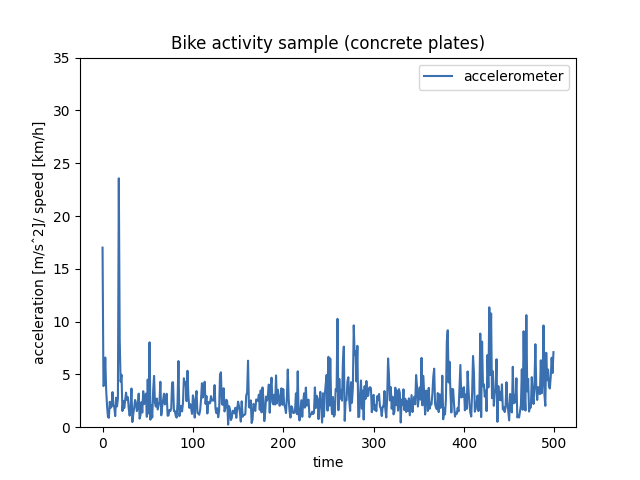 Bike activity sample (concrete plates)
accelerometer
acceleration [m/sˆ2]/ speed [km/h]
35
30
25
20
15
10
5
0
0 100 200 300 400 500
time